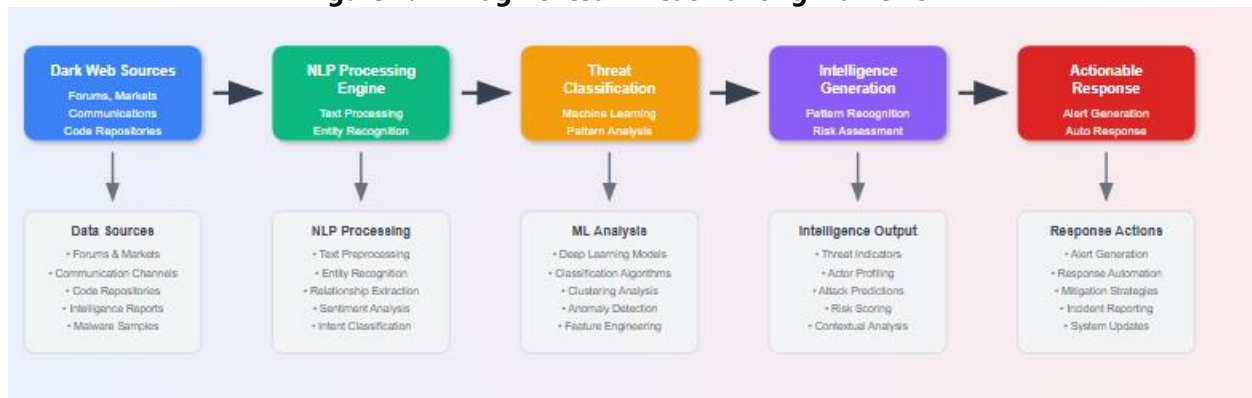 Dark Web Sources
Forums, Markets
Communications
Code Repositories
NLP Processing
Engine
Text Processing
Entity Recognition
Threat
Classification
Machine Learning
Pattern Analysis
Intelligence
Generation
Pattern Recognition
Risk Assessment
Actionable
Response
Alert Generation
Auto Response
Data Sources
• Forums & Markets
• Communication Channels
• Code Repositories
• Intelligence Reports
• Malware Samples
NLP Processing
• Text Preprocessing
• Entity Recognition
• Relationship Extraction
• Sentiment Analysis
• Intent Classification
ML Analysis
• Deep Learning Models
• Classification Algorithms
• Clustering Analysis
• Anomaly Detection
• Feature Engineering
Intelligence Output
• Threat Indicators
• Actor Profiling
• Attack Predictions
• Risk Scoring
• Contextual Analysis
Response Actions
• Alert Generation
• Response Automation
• Mitigation Strategies
• Incident Reporting
• System Updates